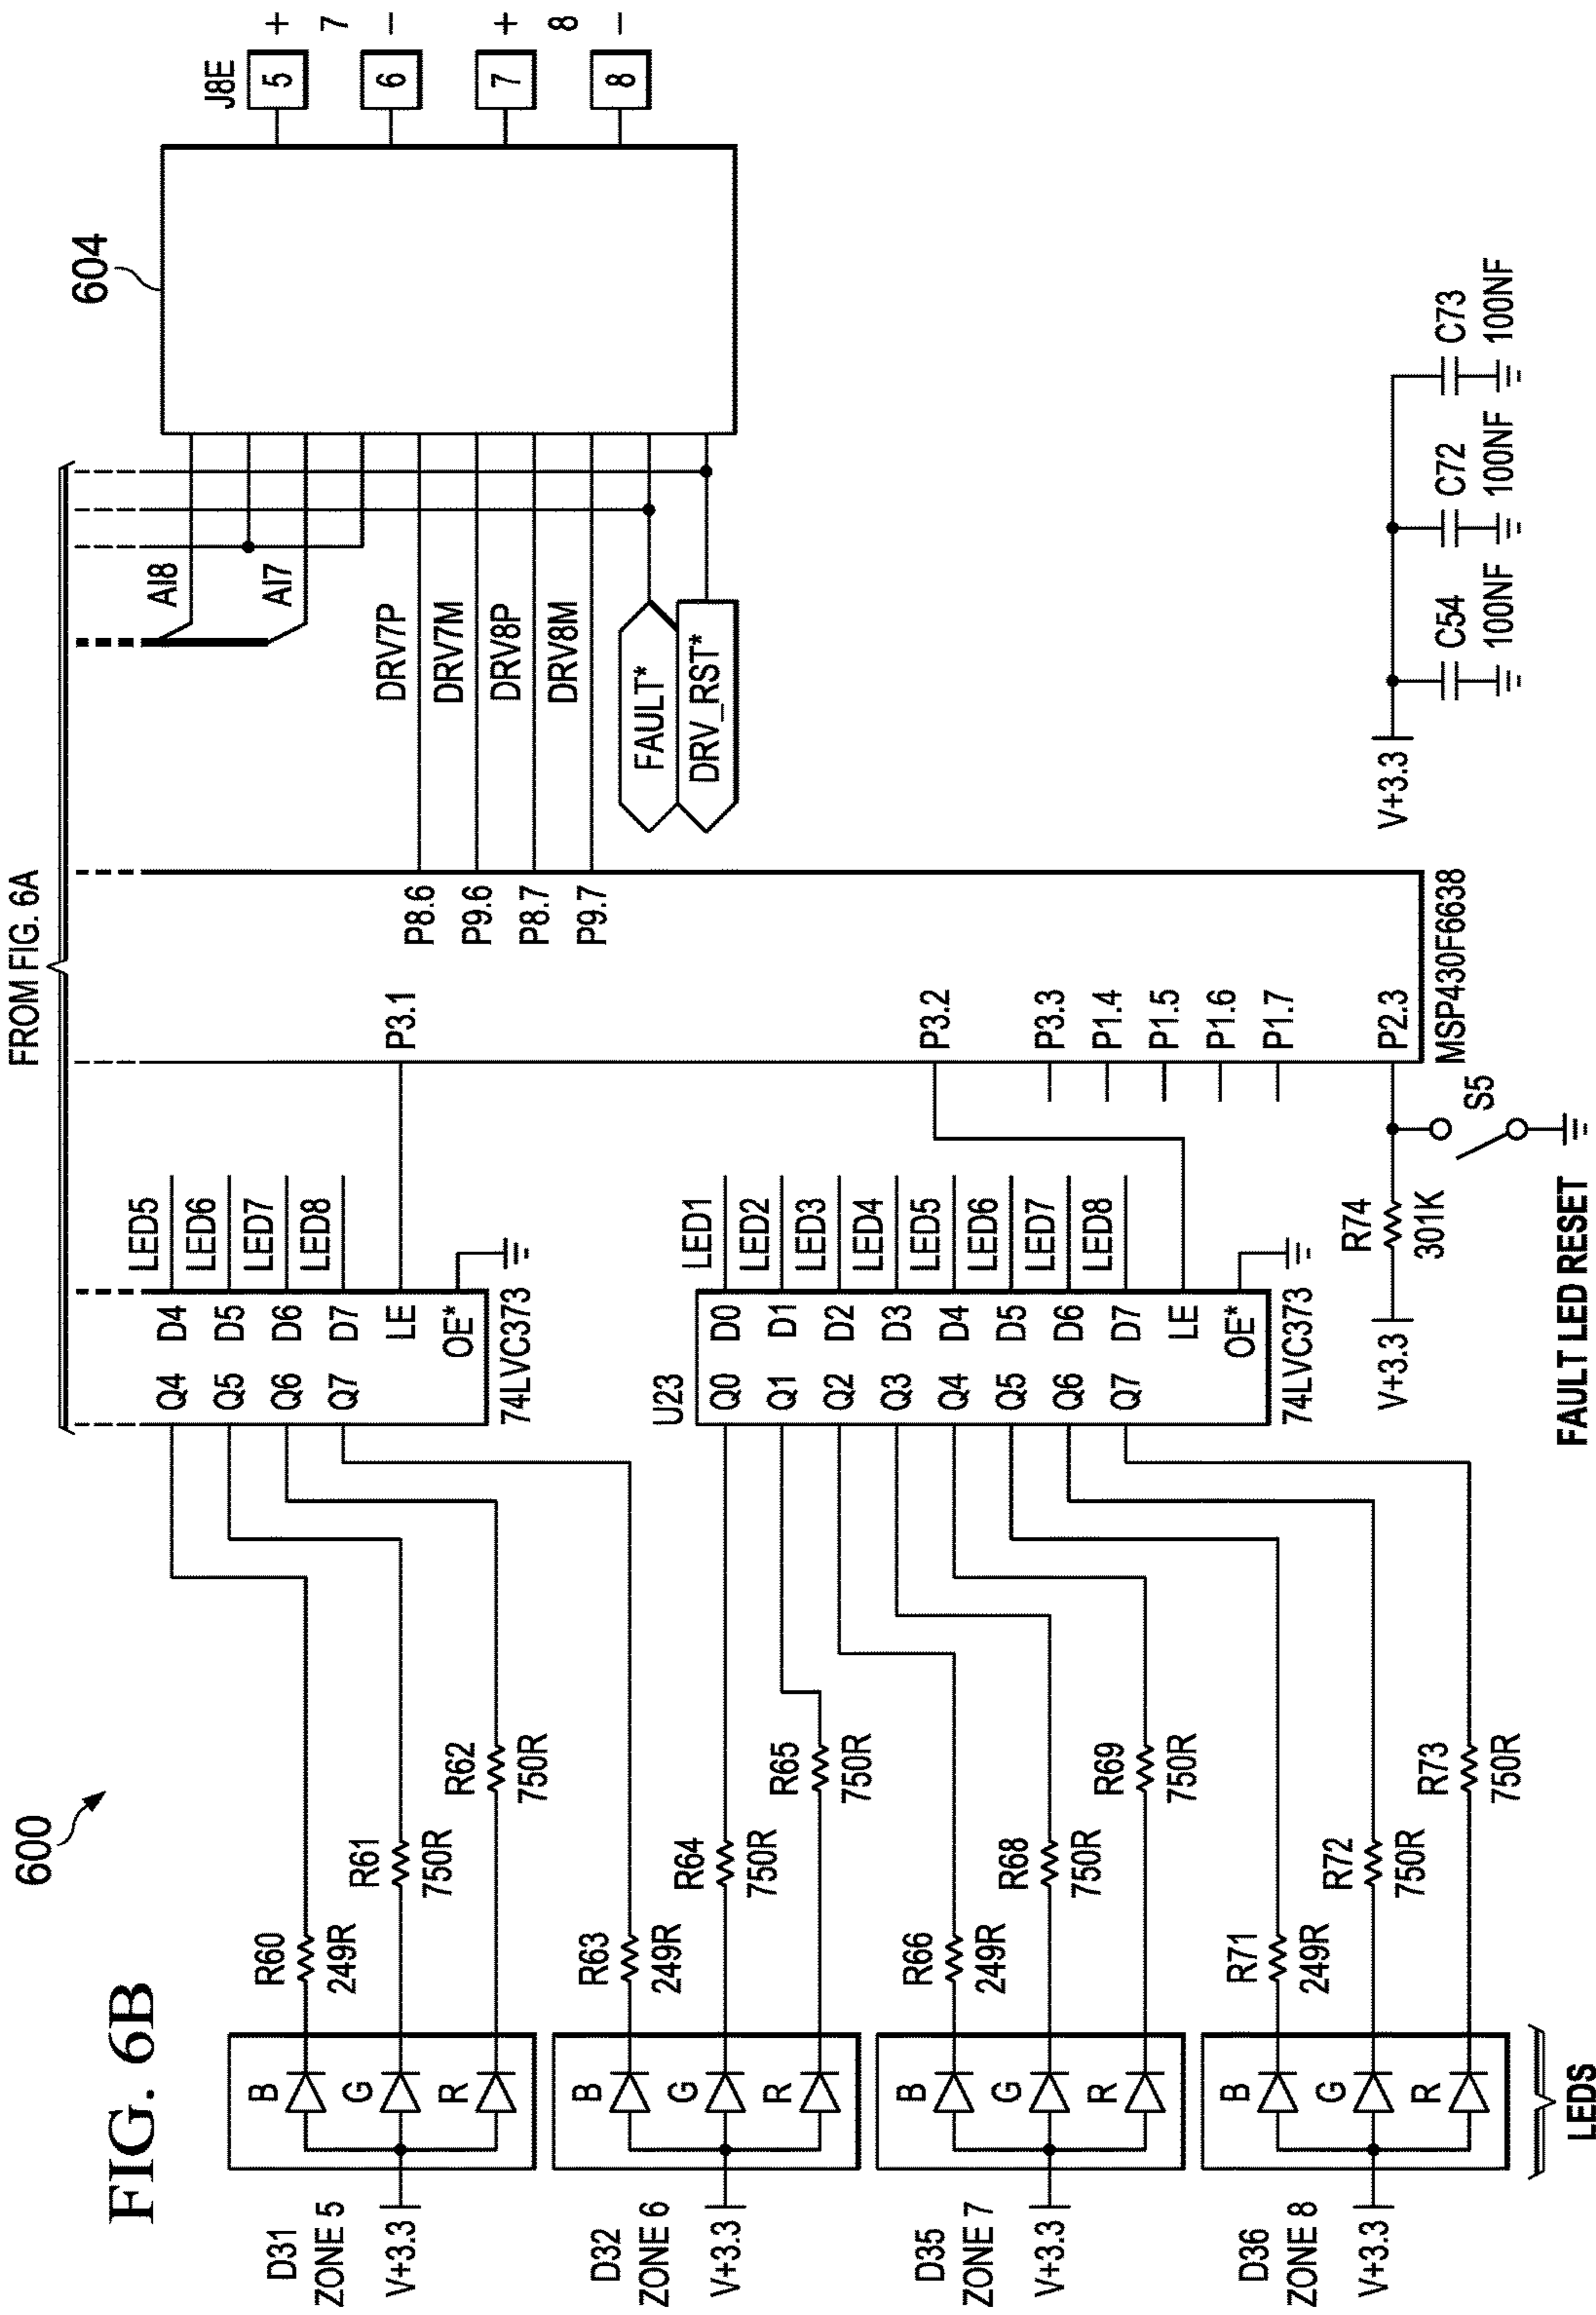 FIG. 6B
600
FROM FIG. 6A
D31
ZONE 5
V+3.3
B
G
R
R60
249R
R61
750R
R62
750R
Q4 D4
Q5 D5
Q6 D6
Q7 D7
LE
OE*
74LVC373
LED5
LED6
LED7
LED8
D32
ZONE 6
V+3.3
B
G
R
R63
249R
R64
750R
R65
750R
D35
ZONE 7
V+3.3
B
G
R
R66
249R
R68
750R
R69
750R
D36
ZONE 8
V+3.3
B
G
R
R71
249R
R72
750R
R73
750R
LEDS
U23
Q0 D0
Q1 D1
Q2 D2
Q3 D3
Q4 D4
Q5 D5
Q6 D6
Q7 D7
LE
OE*
74LVC373
LED1
LED2
LED3
LED4
LED5
LED6
LED7
LED8
V+3.3
R74
301K
S5
FAULT LED RESET
P3.1
P3.2
P3.3
P1.4
P1.5
P1.6
P1.7
P2.3
P8.6
P9.6
P8.7
P9.7
MSP430F6638
AI8
AI7
DRV7P
DRV7M
DRV8P
DRV8M
FAULT*
DRV_RST*
604
J8E
5 +
7
6 −
7 +
8
8 −
V+3.3
C54
100NF
C72
100NF
C73
100NF